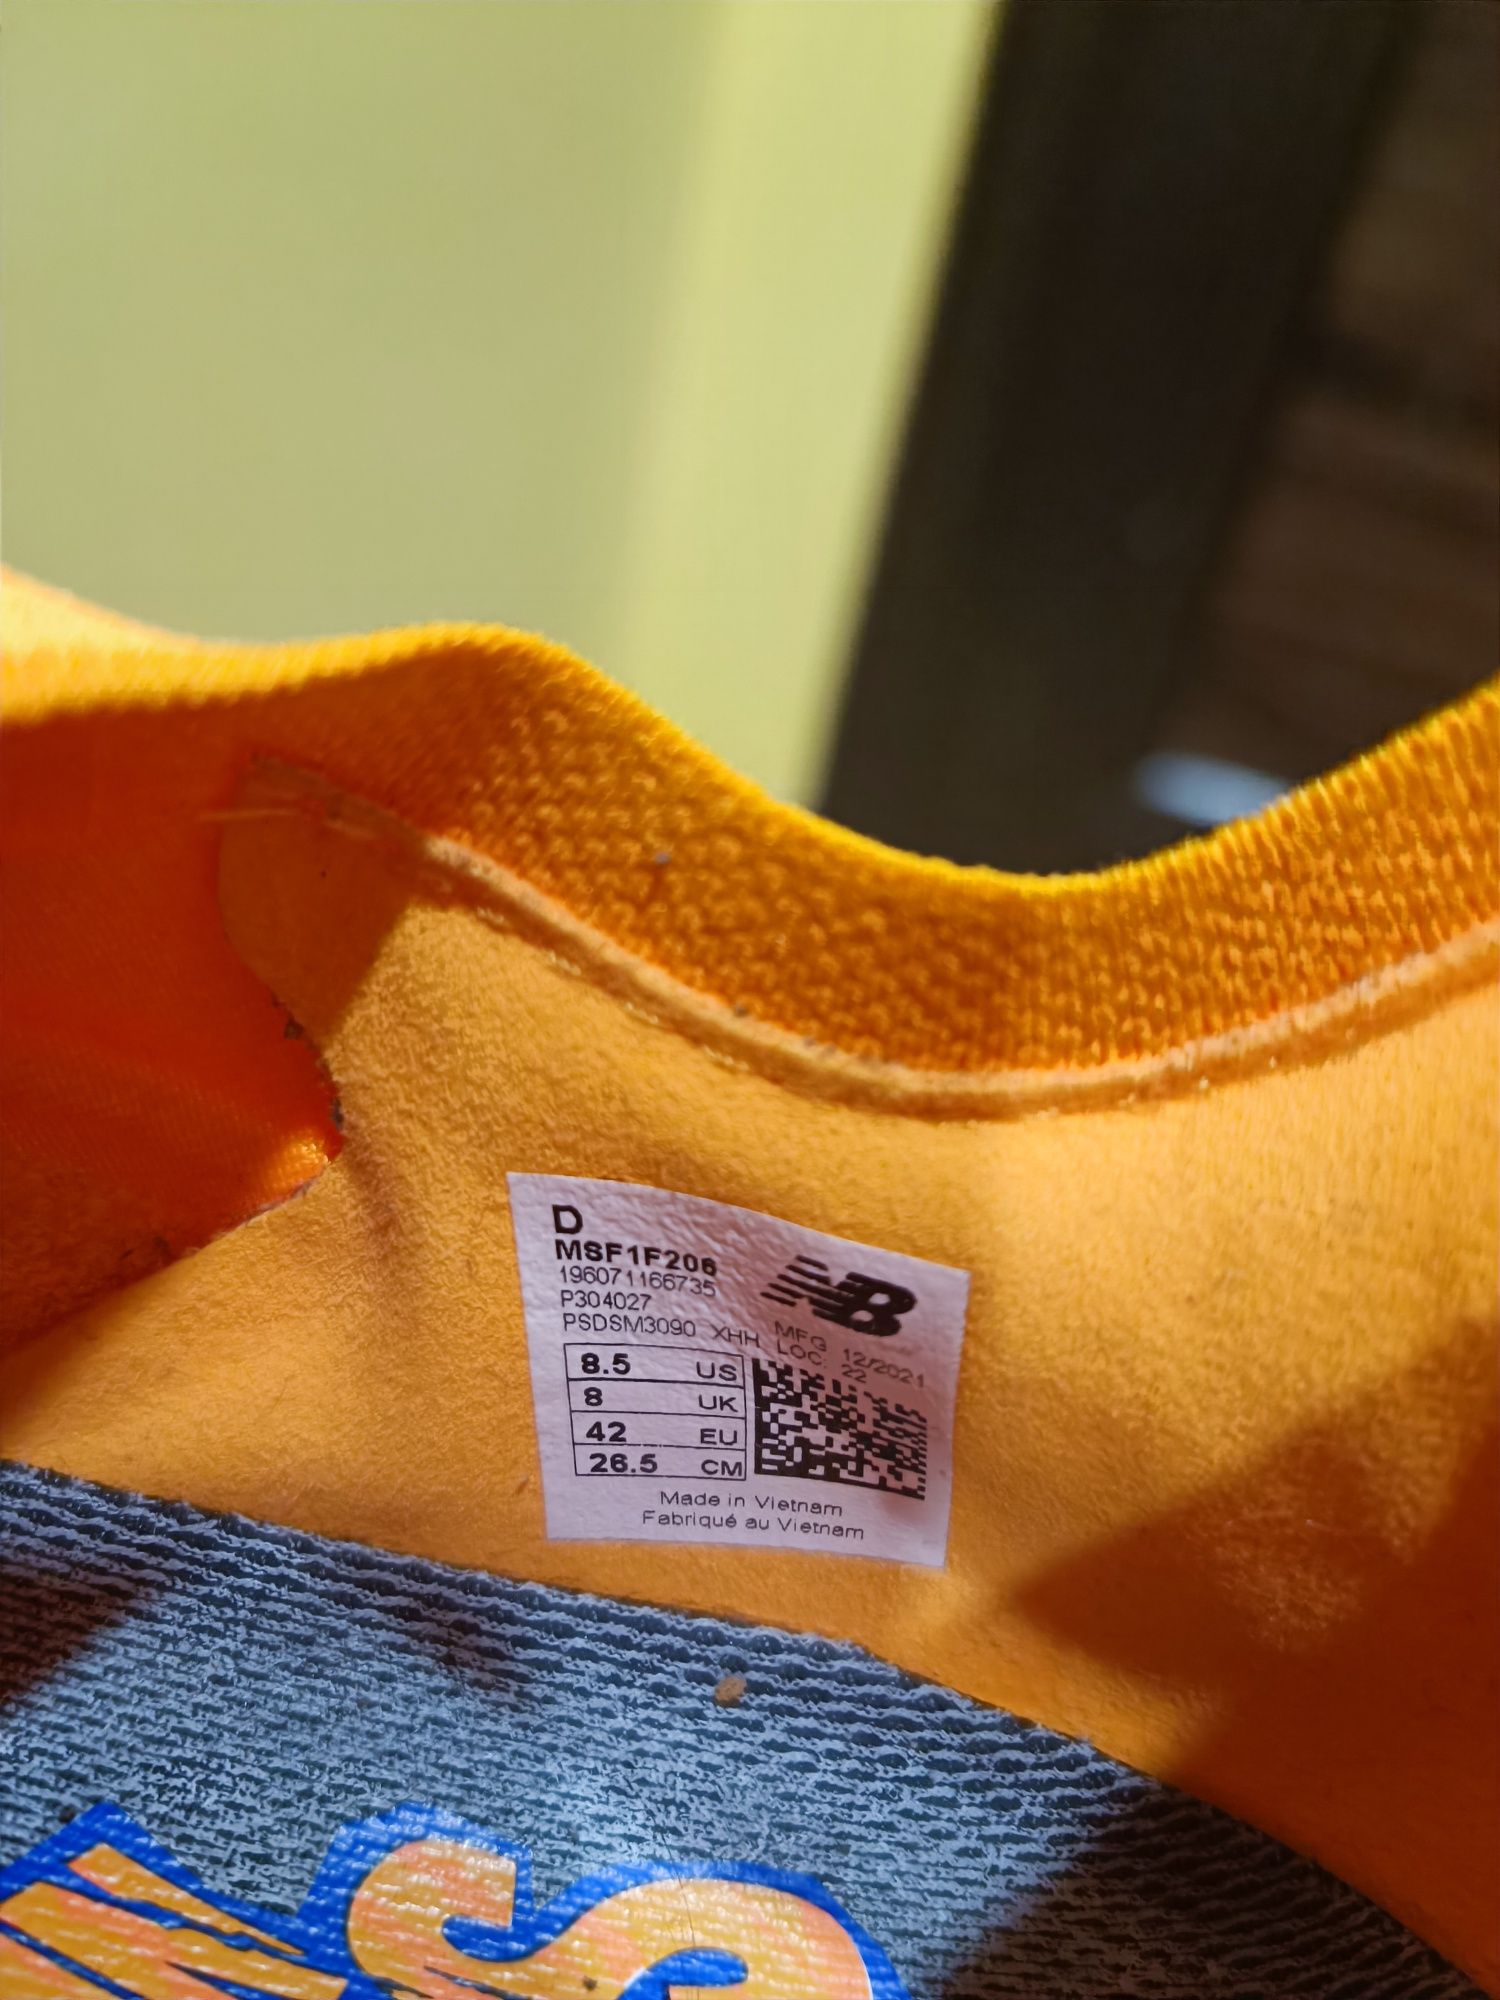 D
MSF1F206
196071166735
P304027
PSDSM3090 XHH
NB
MFG 12/2021
LOC: 22
8.5 US
8 UK
42 EU
26.5 CM
Made in Vietnam
Fabriqué au Vietnam